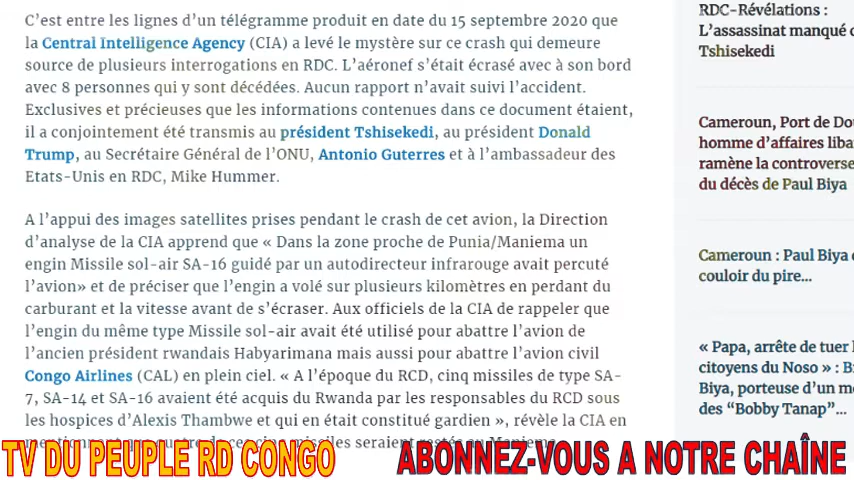 C'est entre les lignes d'un télégramme produit en date du 15 septembre 2020 que
la Central Intelligence Agency (CIA) a levé le mystère sur ce crash qui demeure
source de plusieurs interrogations en RDC. L'aéronef s'était écrasé avec à son bord
avec 8 personnes qui y sont décédées. Aucun rapport n'avait suivi l'accident.
Exclusives et précieuses que les informations contenues dans ce document étaient,
il a conjointement été transmis au président Tshisekedi, au président Donald
Trump, au Secrétaire Général de l'ONU, Antonio Guterres et à l'ambassadeur des
Etats-Unis en RDC, Mike Hummer.
A l'appui des images satellites prises pendant le crash de cet avion, la Direction
d'analyse de la CIA apprend que « Dans la zone proche de Punia/Maniema un
engin Missile sol-air SA-16 guidé par un autodirecteur infrarouge avait percuté
l'avion» et de préciser que l'engin a volé sur plusieurs kilomètres en perdant du
carburant et la vitesse avant de s'écraser. Aux officiels de la CIA de rappeler que
l'engin du même type Missile sol-air avait été utilisé pour abattre l'avion de
l'ancien président rwandais Habyarimana mais aussi pour abattre l'avion civil
Congo Airlines (CAL) en plein ciel. « A l'époque du RCD, cinq missiles de type SA-
7, SA-14 et SA-16 avaient été acquis du Rwanda par les responsables du RCD sous
les hospices d'Alexis Thambwe et qui en était constitué gardien », révèle la CIA en
RDC-Révélations :
L'assassinat manqué
Tshisekedi
Cameroun, Port de
homme d'affaires
ramène la controverse
du décès de Paul Biya
Cameroun : Paul Biya
couloir du pire...
« Papa, arrête de tuer
citoyens du Noso » :
Biya, porteuse d'un
des "Bobby Tanap"...
TV DU PEUPLE RD CONGO
ABONNEZ-VOUS A NOTRE CHAÎNE